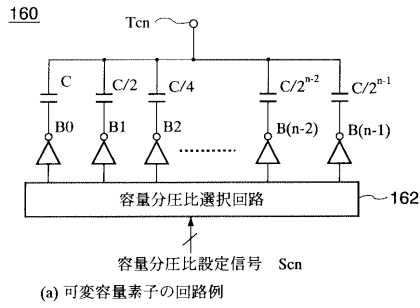 160
Tcn
C C/2 C/4 C/2ⁿ⁻² C/2ⁿ⁻¹
B0 B1 B2 B(n-2) B(n-1)
容量分圧比選択回路 162
容量分圧比設定信号 Scn
(a) 可変容量素子の回路例